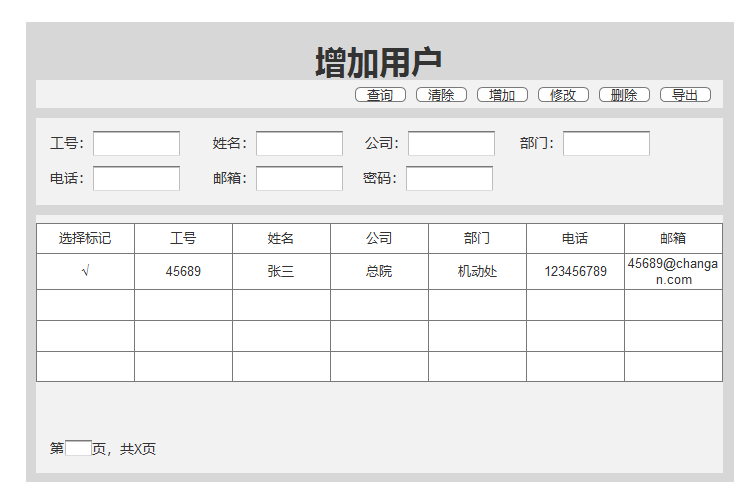 增加用户
查询 清除 增加 修改 删除 导出
工号： 姓名： 公司： 部门：
电话： 邮箱： 密码：
选择标记 工号 姓名 公司 部门 电话 邮箱
√ 45689 张三 总院 机动处 123456789 45689@changa
n.com
第 页，共X页